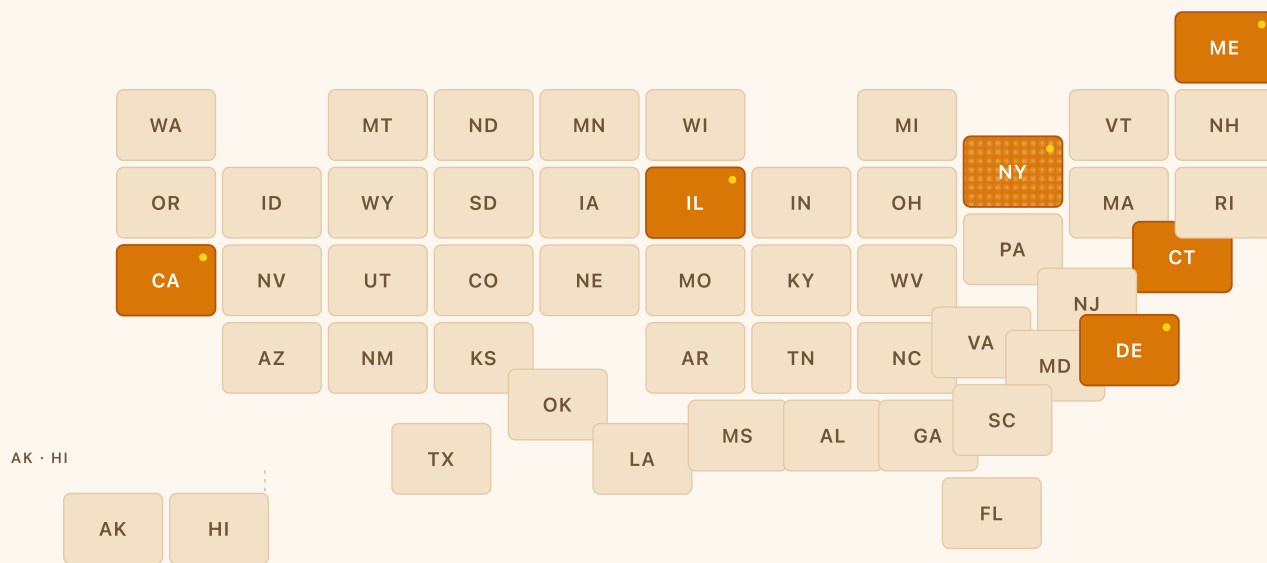 ME
WA MT ND MN WI MI VT NH
NY
OR ID WY SD IA IL IN OH MA RI
PA
CT
CA NV UT CO NE MO KY WV
NJ
VA
DE
AZ NM KS AR TN NC MD
OK
SC
MS AL GA
TX LA
AK · HI
FL
AK HI